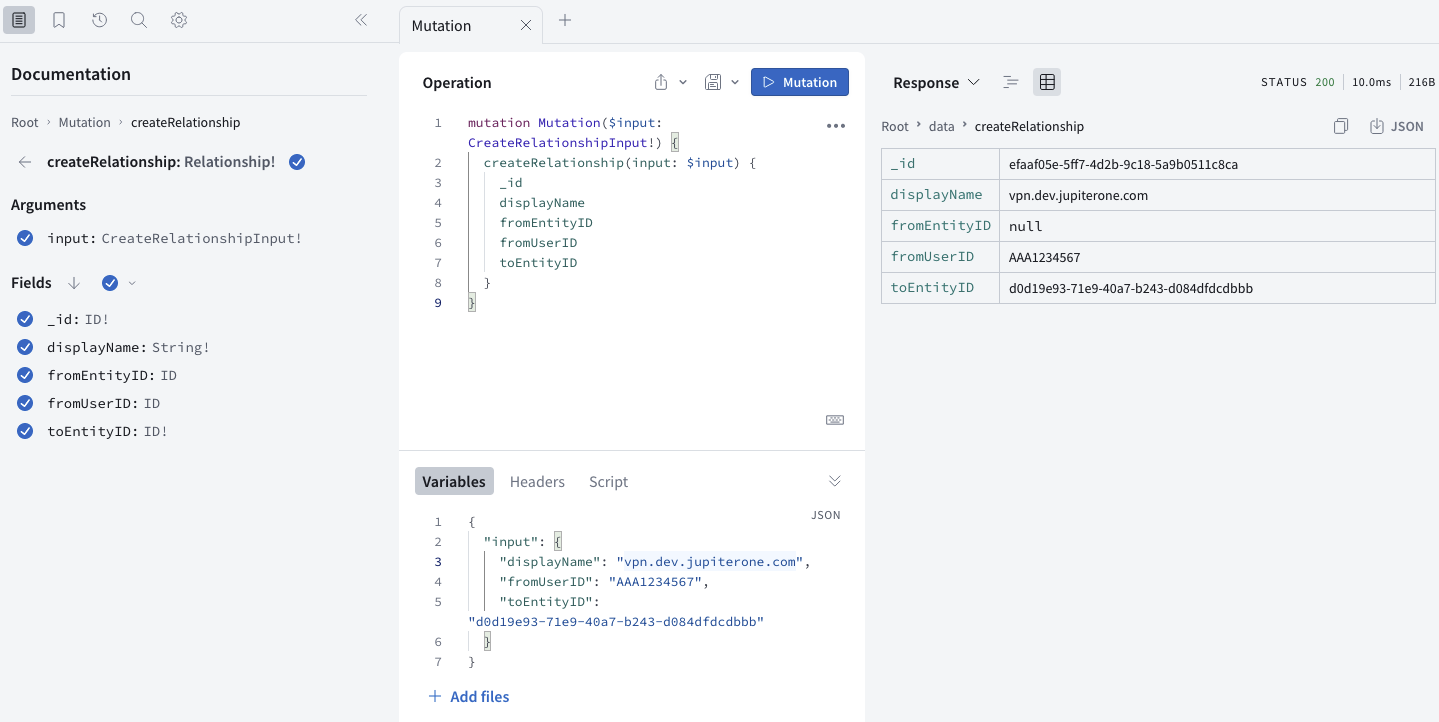 Mutation
Documentation
Root > Mutation > createRelationship
createRelationship: Relationship!
Arguments
input: CreateRelationshipInput!
Fields
_id: ID!
displayName: String!
fromEntityID: ID
fromUserID: ID
toEntityID: ID!
Operation
Mutation
1 mutation Mutation($input:
CreateRelationshipInput!) {
2 createRelationship(input: $input) {
3 _id
4 displayName
5 fromEntityID
6 fromUserID
7 toEntityID
8 }
9 }
Variables Headers Script
JSON
1 {
2 "input": {
3 "displayName": "vpn.dev.jupiterone.com",
4 "fromUserID": "AAA1234567",
5 "toEntityID":
"d0d19e93-71e9-40a7-b243-d084dfdcdbbb"
6 }
7 }
+ Add files
Response STATUS 200 10.0ms 216B
Root > data > createRelationship JSON
_id efaaf05e-5ff7-4d2b-9c18-5a9b0511c8ca
displayName vpn.dev.jupiterone.com
fromEntityID null
fromUserID AAA1234567
toEntityID d0d19e93-71e9-40a7-b243-d084dfdcdbbb